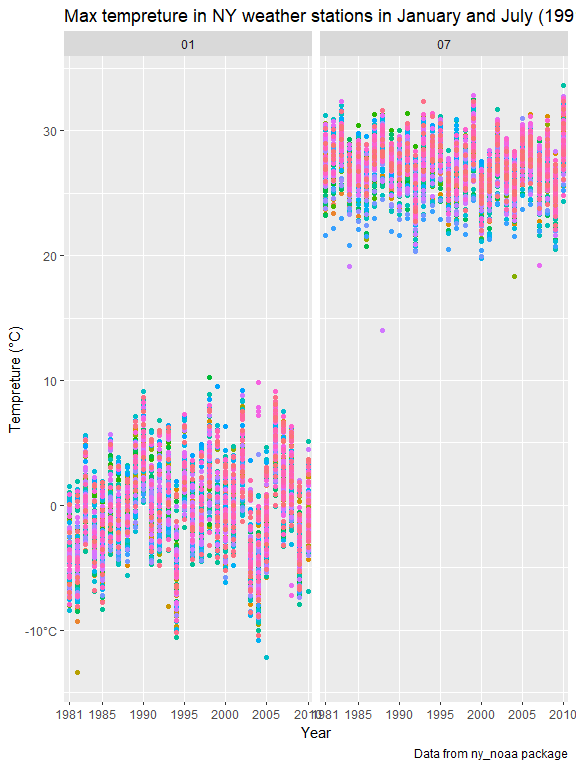 Max tempreture in NY weather stations in January and July (199
01 07
30
20
Tempreture (°C)
10
0
-10°C
1981 1985 1990 1995 2000 2005 2010 1981 1985 1990 1995 2000 2005 2010
Year
Data from ny_noaa package